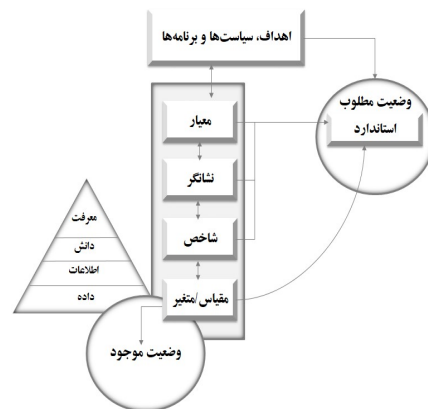 اهداف، سیاست‌ها و برنامه‌ها
وضعیت مطلوب
استاندارد
معیار
نشانگر
شاخص
مقیاس/متغیر
معرفت
دانش
اطلاعات
داده
وضعیت موجود